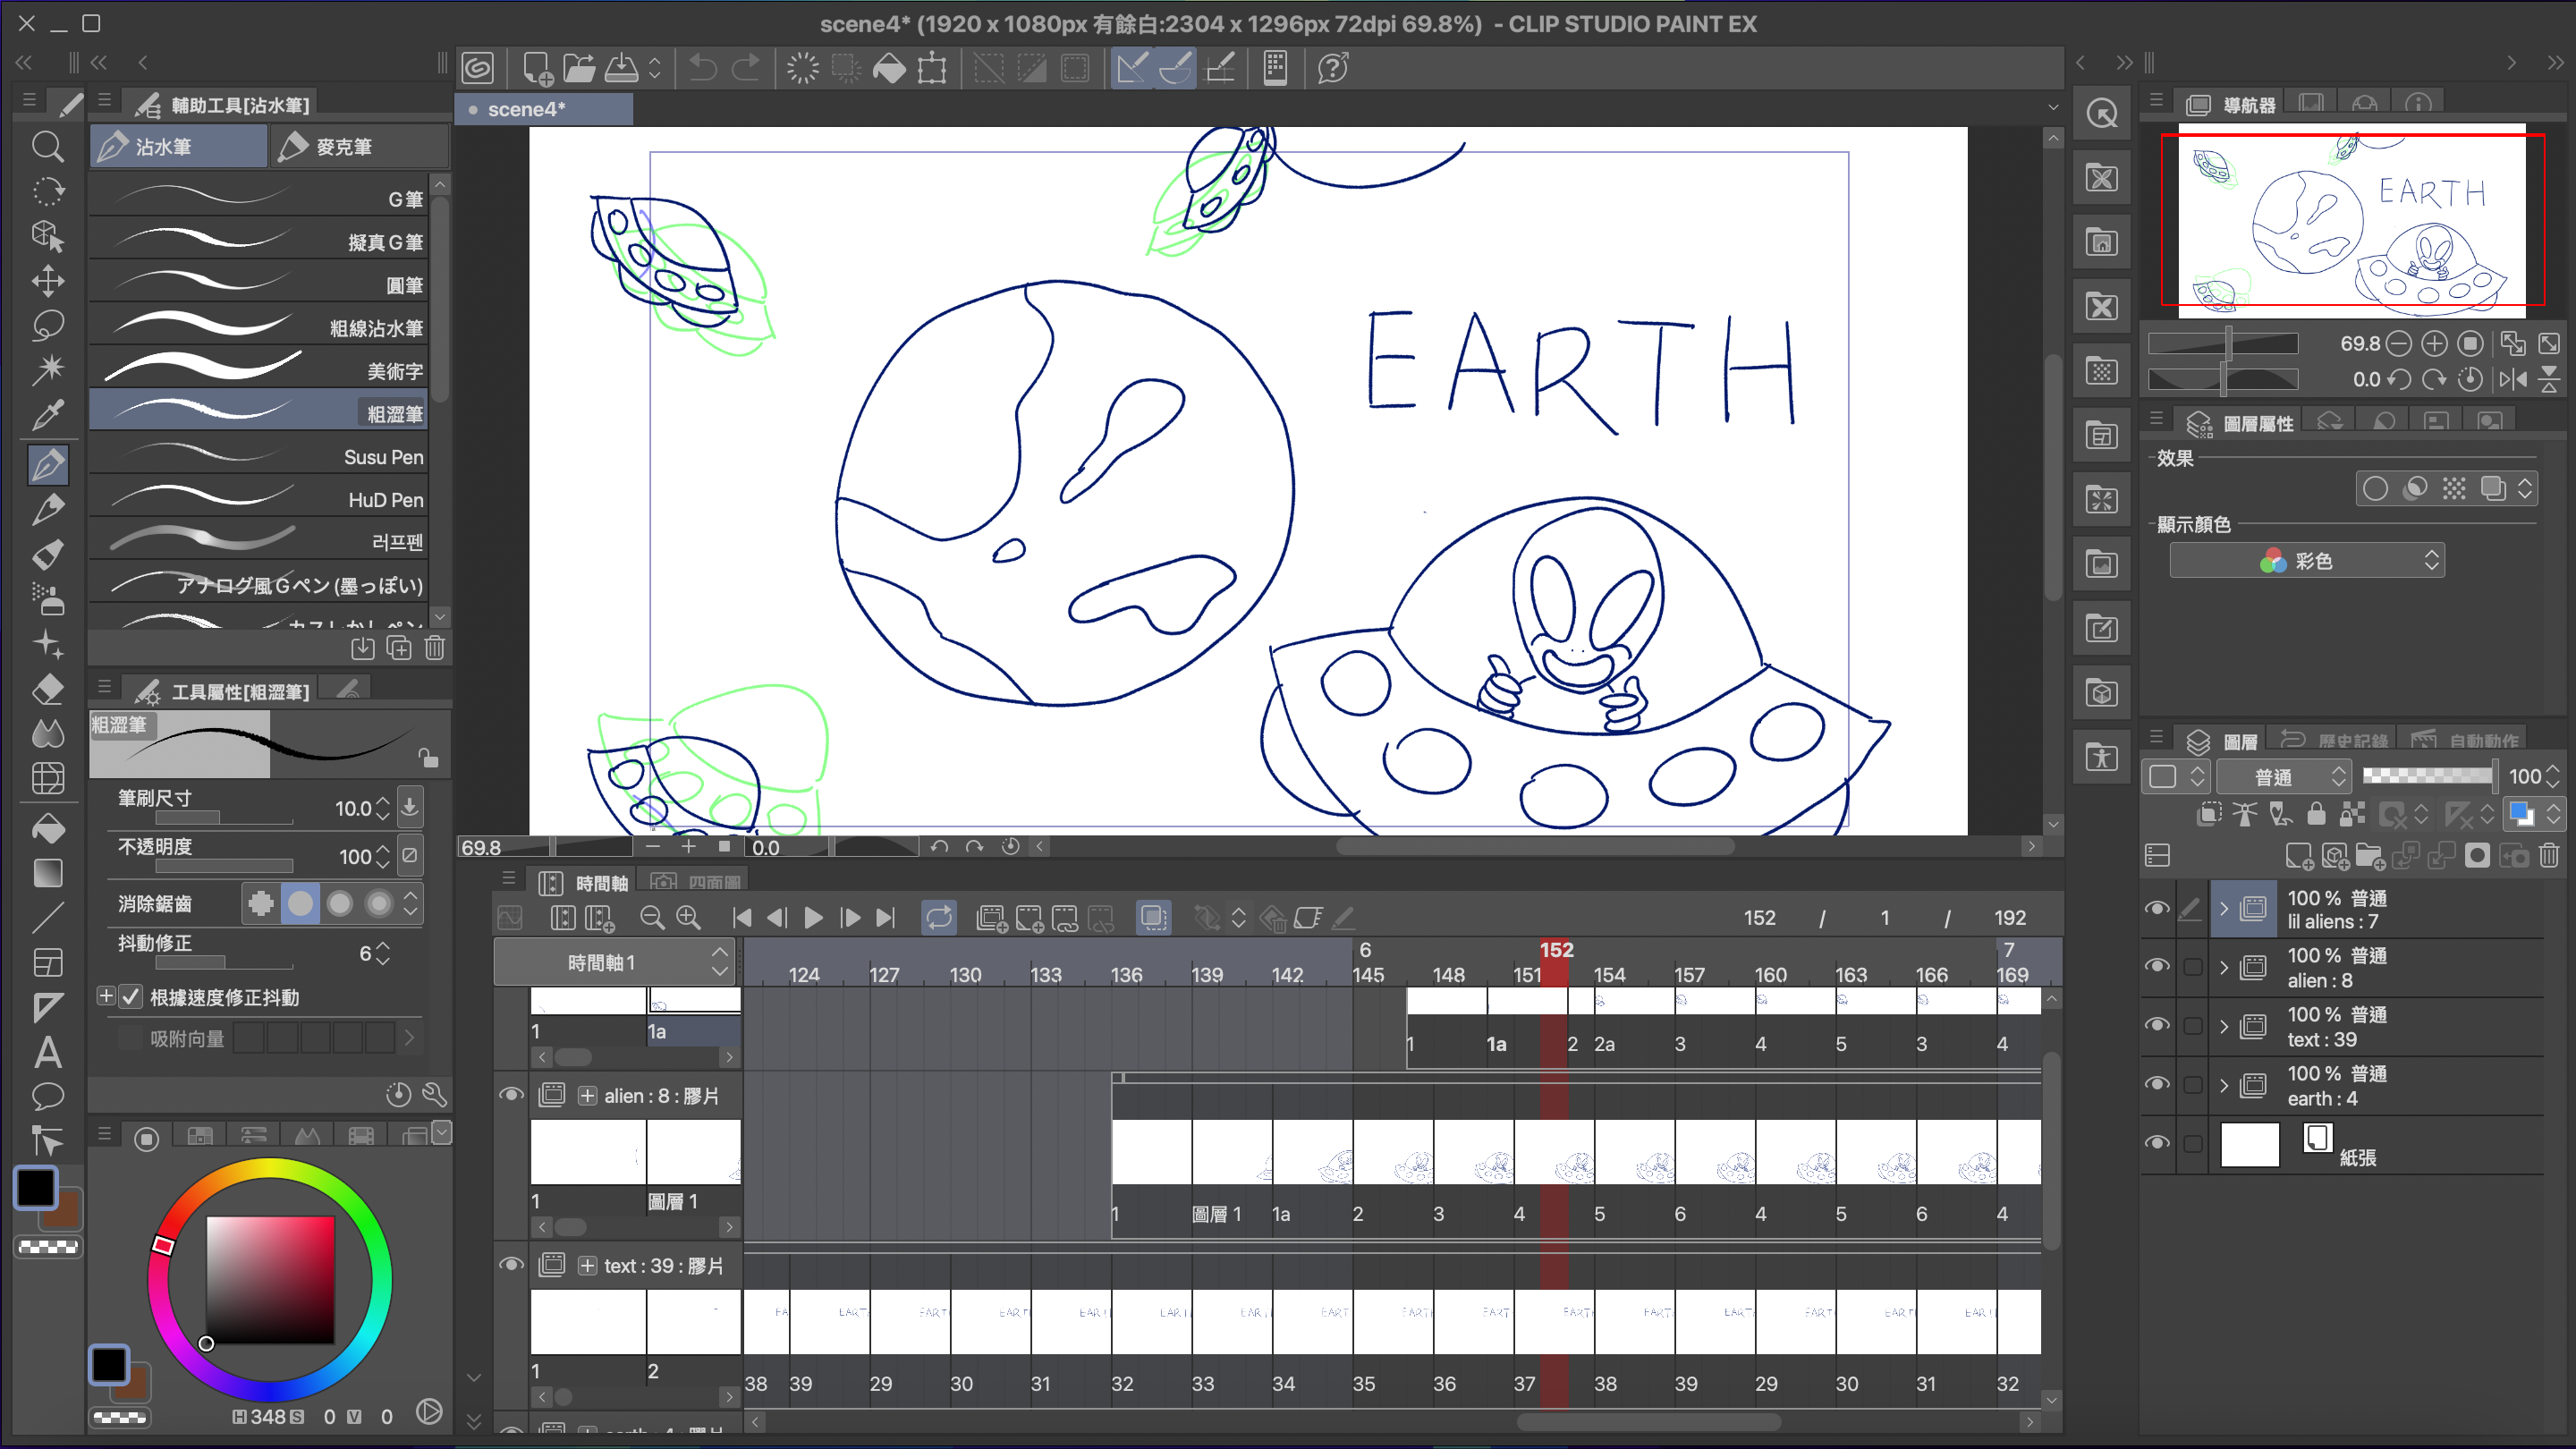 scene4* (1920 x 1080px 有餘白:2304 x 1296px 72dpi 69.8%) - CLIP STUDIO PAINT EX
輔助工具[沾水筆]
沾水筆
麥克筆
G筆
擬真G筆
圓筆
粗線沾水筆
美術字
粗澀筆
Susu Pen
HuD Pen
러프펜
アナログ風Gペン(墨っぽい)
工具屬性[粗澀筆]
粗澀筆
筆刷尺寸 10.0
不透明度 100
消除鋸齒
抖動修正 6
根據速度修正抖動
吸附向量
H 348 S 0 V 0
scene4*
EARTH
69.8
0.0
時間軸
四面圖
152 / 1 / 192
時間軸1
6 152 7
124 127 130 133 136 139 142 145 148 151 154 157 160 163 166 169
1 1a
1 1a 2 2a 3 4 5 3 4
alien : 8 : 膠片
1 圖層 1
1 圖層 1 1a 2 3 4 5 6 4 5 6 4
text : 39 : 膠片
1 2
38 39 29 30 31 32 33 34 35 36 37 38 39 29 30 31 32
導航器
EARTH
69.8
0.0
圖層屬性
效果
顯示顏色
彩色
圖層
歷史記錄
自動動作
普通 100
100 % 普通
lil aliens : 7
100 % 普通
alien : 8
100 % 普通
text : 39
100 % 普通
earth : 4
紙張